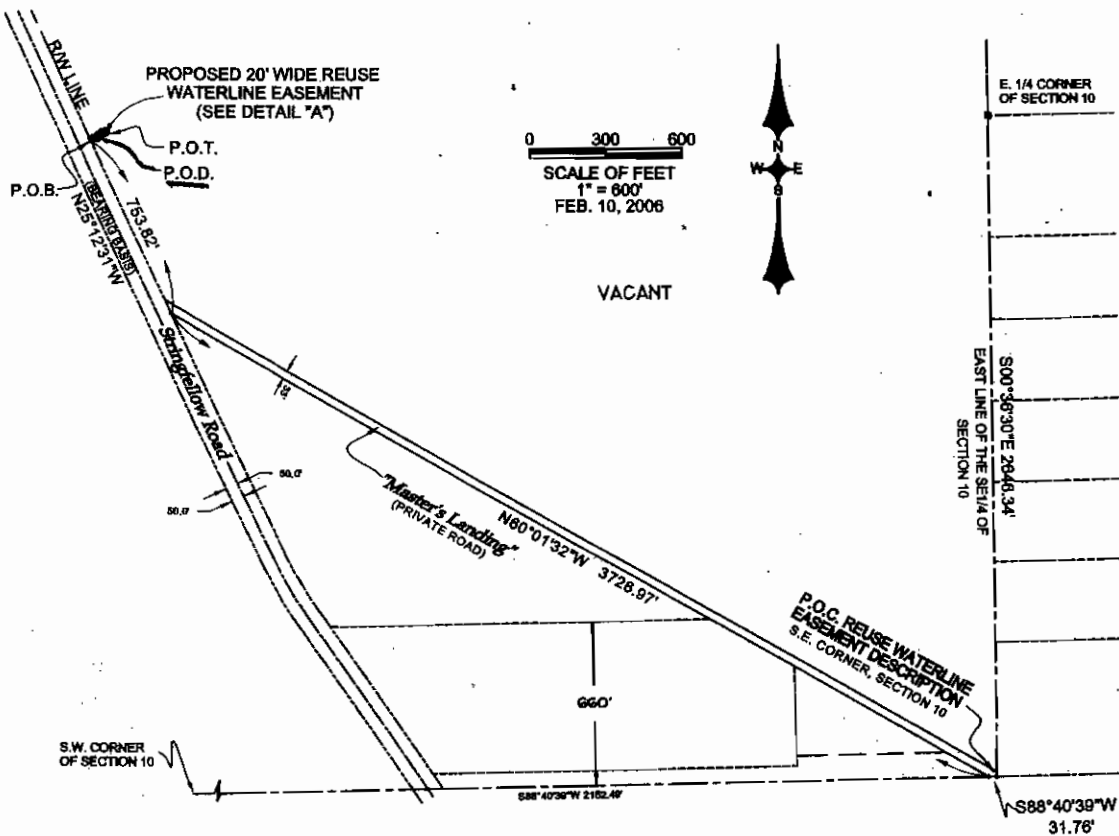 R/W LINE
PROPOSED 20' WIDE REUSE
WATERLINE EASEMENT
(SEE DETAIL "A")
P.O.T.
P.O.D.
P.O.B.
(BEARING BASIS)
N25°12'31"W
753.82'
0 300 600
SCALE OF FEET
1" = 600'
FEB. 10, 2006
N
W E
S
E. 1/4 CORNER
OF SECTION 10
VACANT
Stringfellow Road
50.0'
50.0'
"Master's Landing"
(PRIVATE ROAD)
N60°01'32"W 3728.97'
S00°36'30"E 2646.34'
EAST LINE OF THE SE1/4 OF
SECTION 10
P.O.C. REUSE WATERLINE
EASEMENT DESCRIPTION
S.E. CORNER, SECTION 10
660'
S.W. CORNER
OF SECTION 10
S88°40'39"W 2152.49'
S88°40'39"W
31.76'